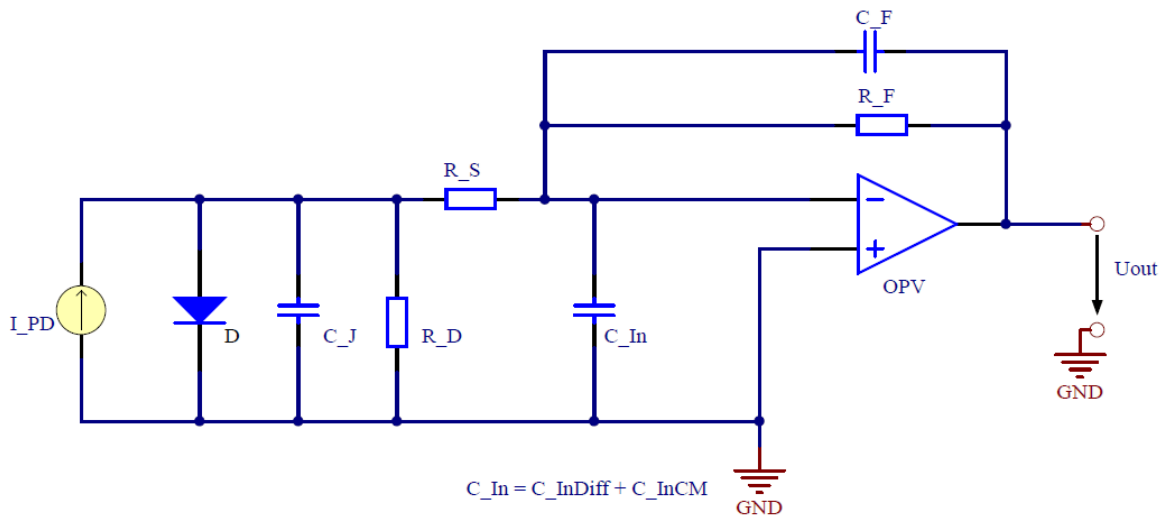 C_F
R_F
R_S
I_PD
D
C_J
R_D
C_In
OPV
Uout
GND
C_In = C_InDiff + C_InCM
GND